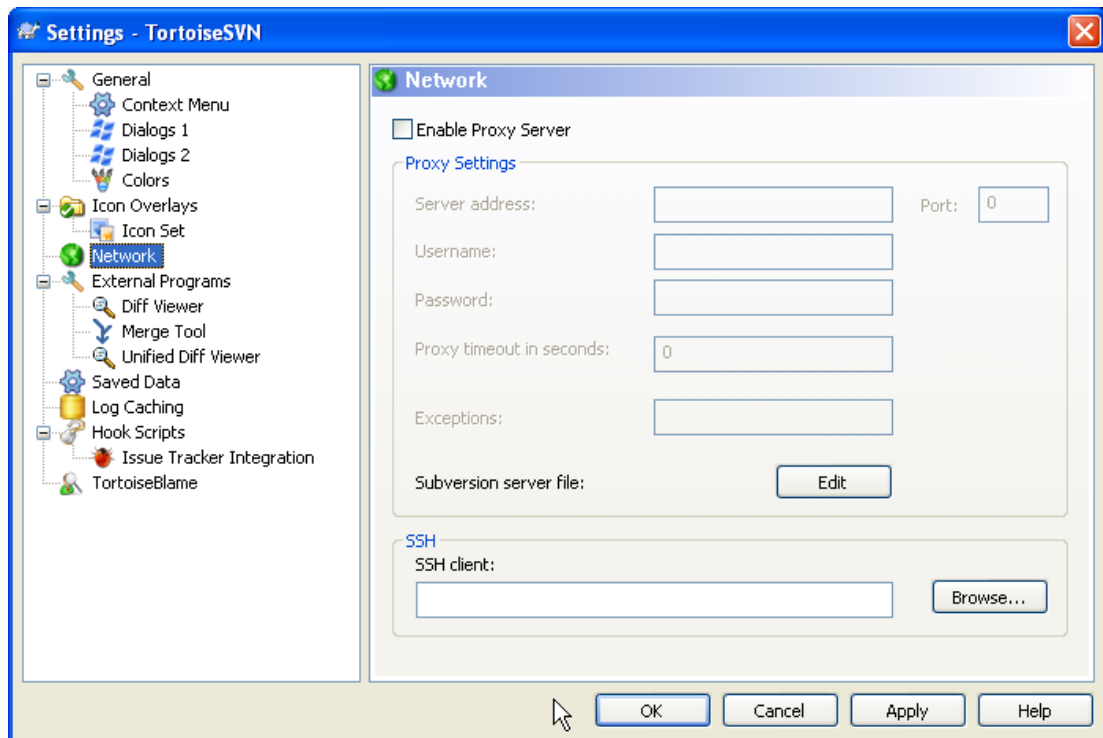 Settings - TortoiseSVN
General
Context Menu
Dialogs 1
Dialogs 2
Colors
Icon Overlays
Icon Set
Network
External Programs
Diff Viewer
Merge Tool
Unified Diff Viewer
Saved Data
Log Caching
Hook Scripts
Issue Tracker Integration
TortoiseBlame
Network
Enable Proxy Server
Proxy Settings
Server address: Port: 0
Username:
Password:
Proxy timeout in seconds: 0
Exceptions:
Subversion server file: Edit
SSH
SSH client:
Browse...
OK Cancel Apply Help